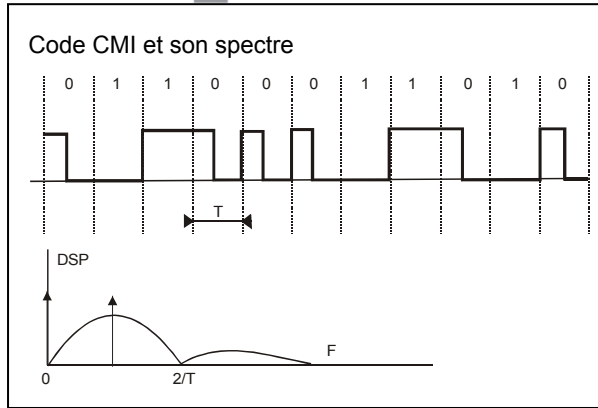 Code CMI et son spectre
0 1 1 0 0 0 1 1 0 1 0
T
DSP
F
0 2/T